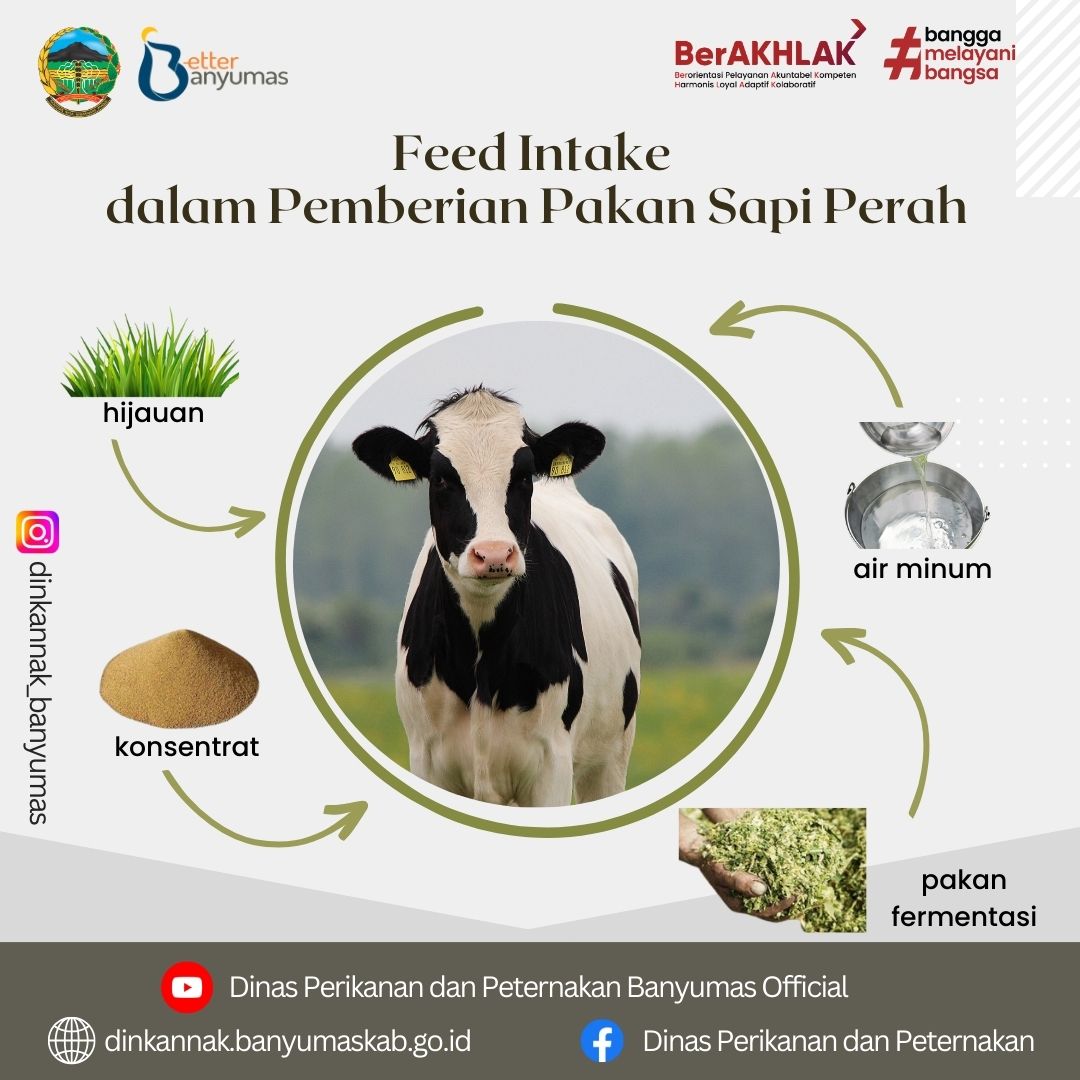 Better
Banyumas
BerAKHLAK
Berorientasi Pelayanan Akuntabel Kompeten
Harmonis Loyal Adaptif Kolaboratif
#bangga
melayani
bangsa
Feed Intake
dalam Pemberian Pakan Sapi Perah
hijauan
air minum
konsentrat
pakan
fermentasi
dinkannak_banyumas
Dinas Perikanan dan Peternakan Banyumas Official
dinkannak.banyumaskab.go.id
Dinas Perikanan dan Peternakan